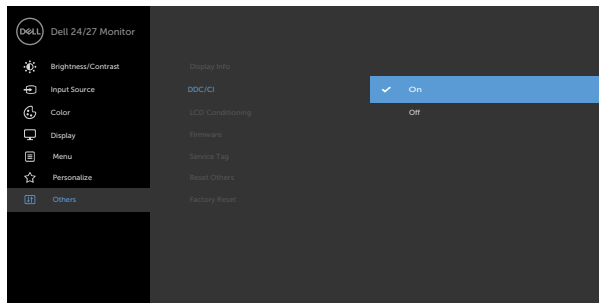 DELL
Dell 24/27 Monitor
Brightness/Contrast
Input Source
Color
Display
Menu
Personalize
Others
Display Info
DDC/CI
LCD Conditioning
Firmware
Service Tag
Reset Others
Factory Reset
On
Off